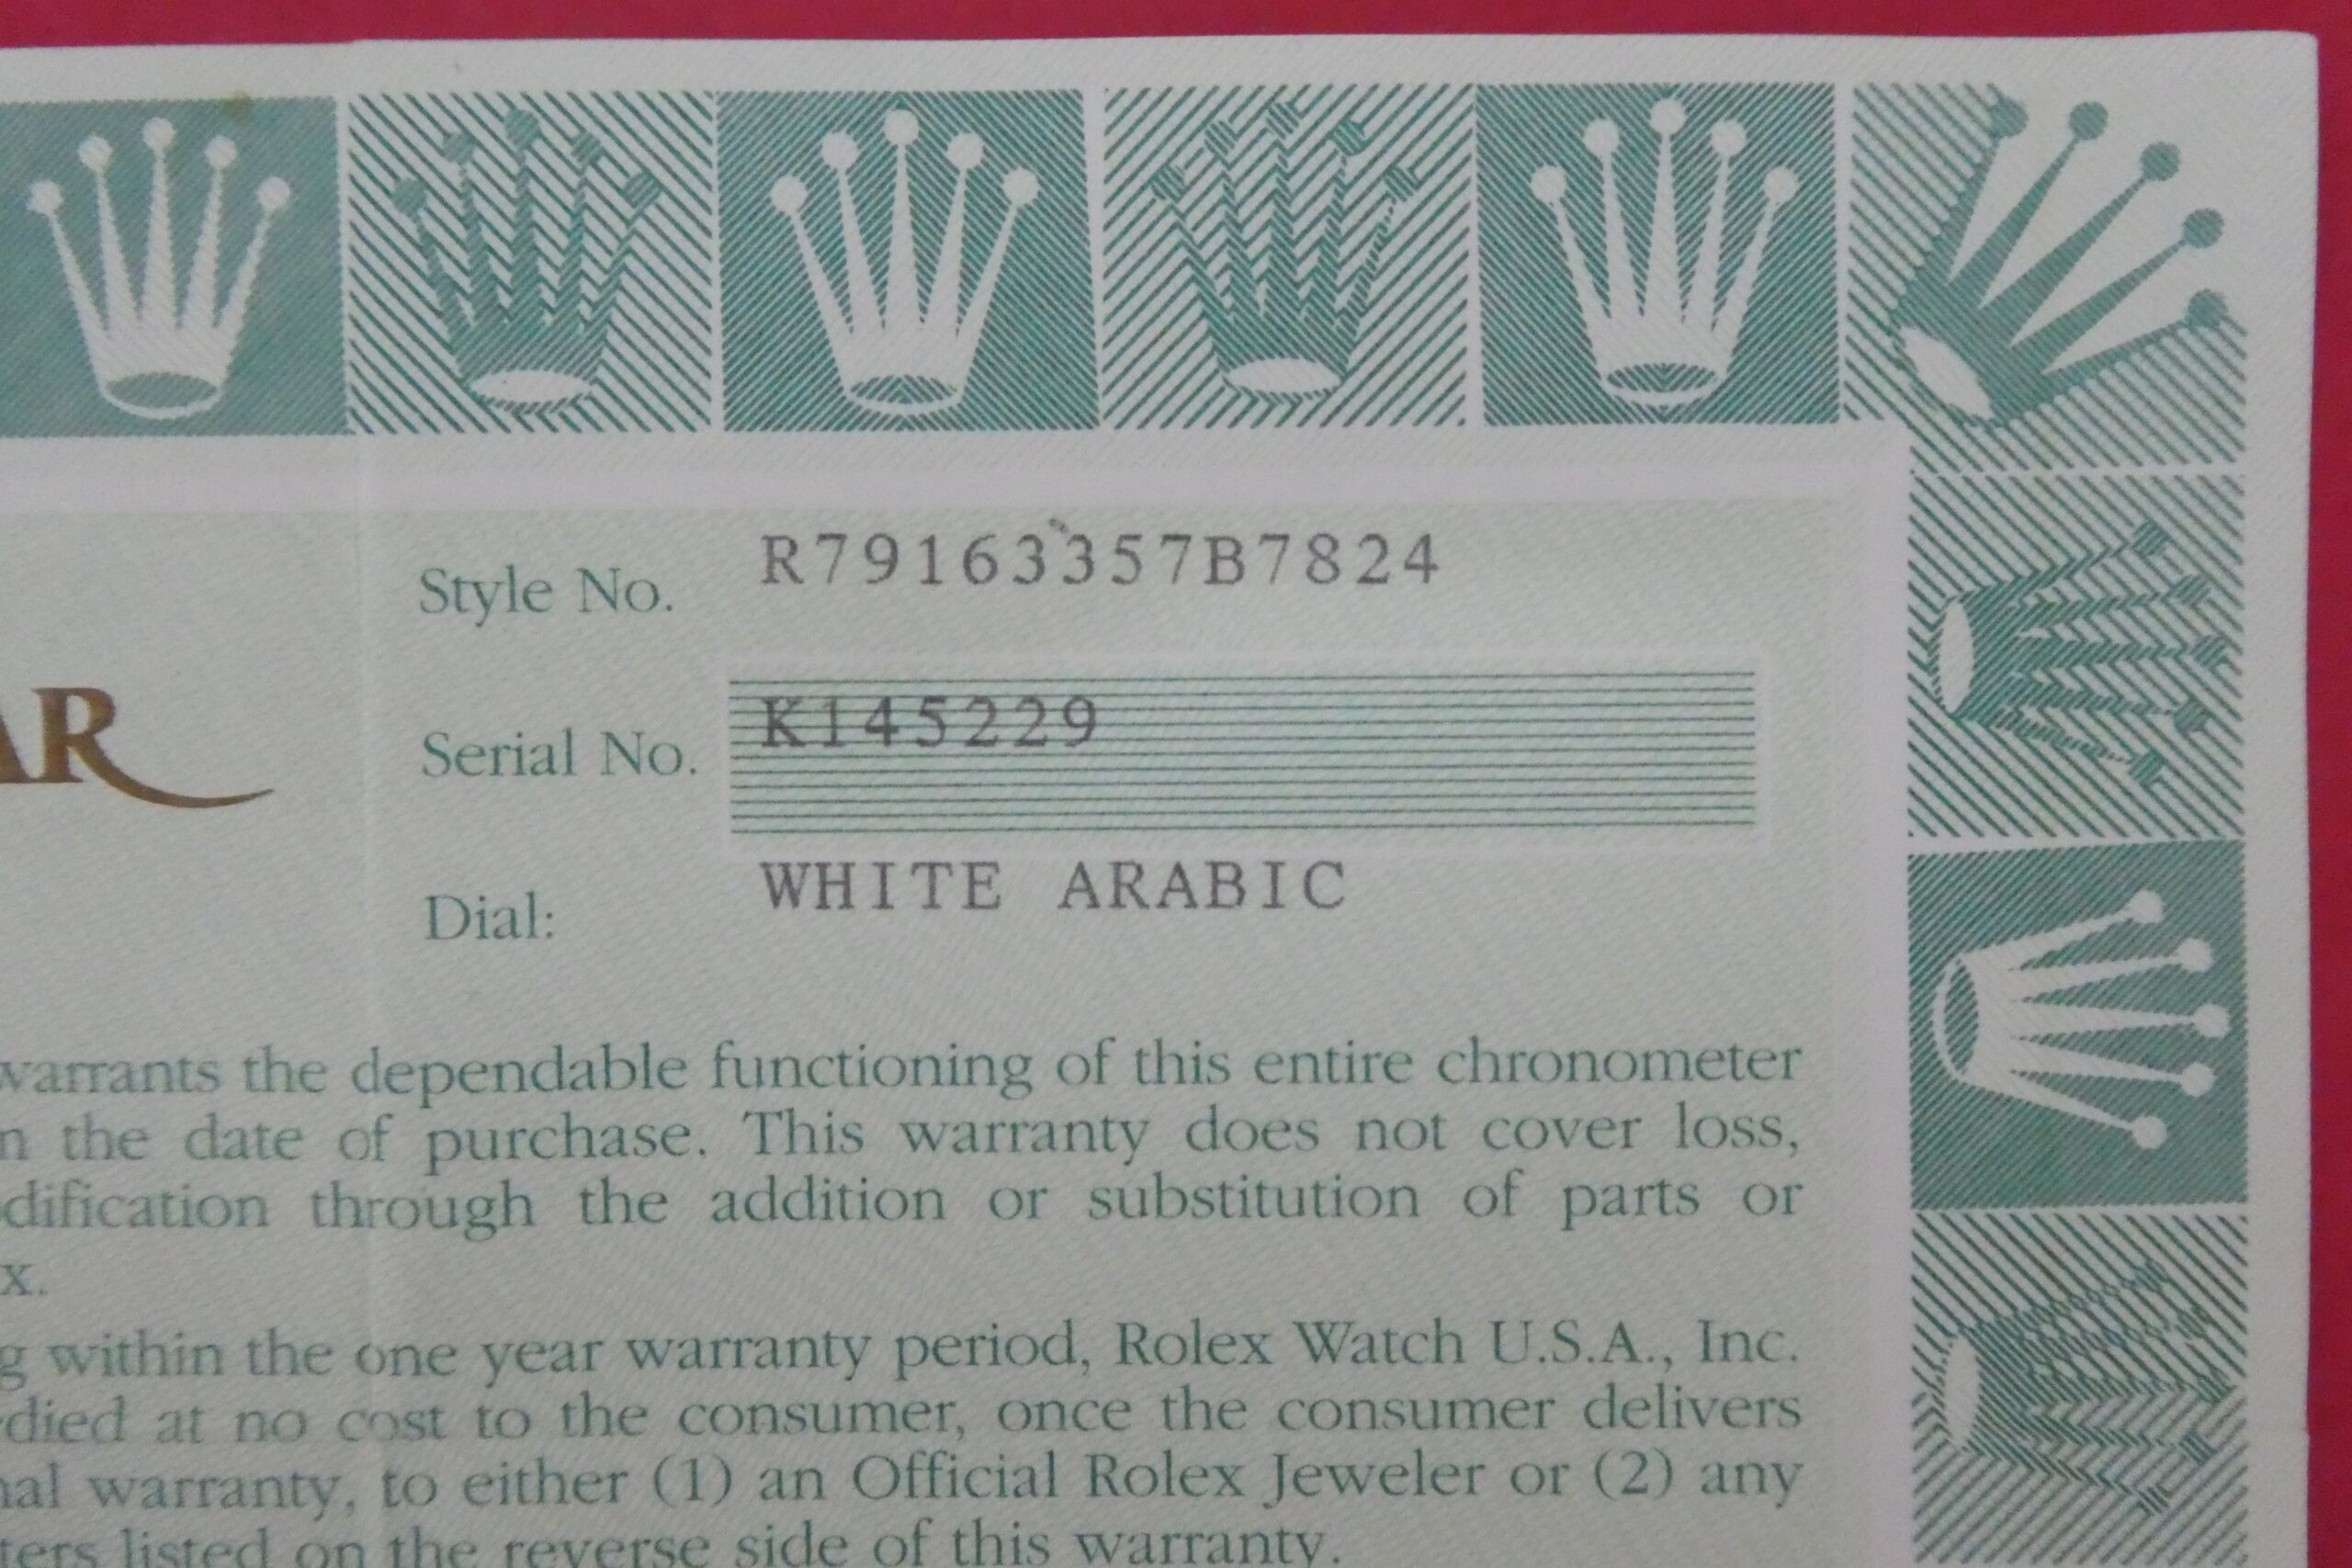 Style No. R79163357B7824
AR
Serial No. K145229
Dial: WHITE ARABIC
warrants the dependable functioning of this entire chronometer
n the date of purchase. This warranty does not cover loss,
dification through the addition or substitution of parts or
x.
g within the one year warranty period, Rolex Watch U.S.A., Inc.
died at no cost to the consumer, once the consumer delivers
nal warranty, to either (1) an Official Rolex Jeweler or (2) any
ters listed on the reverse side of this warranty.